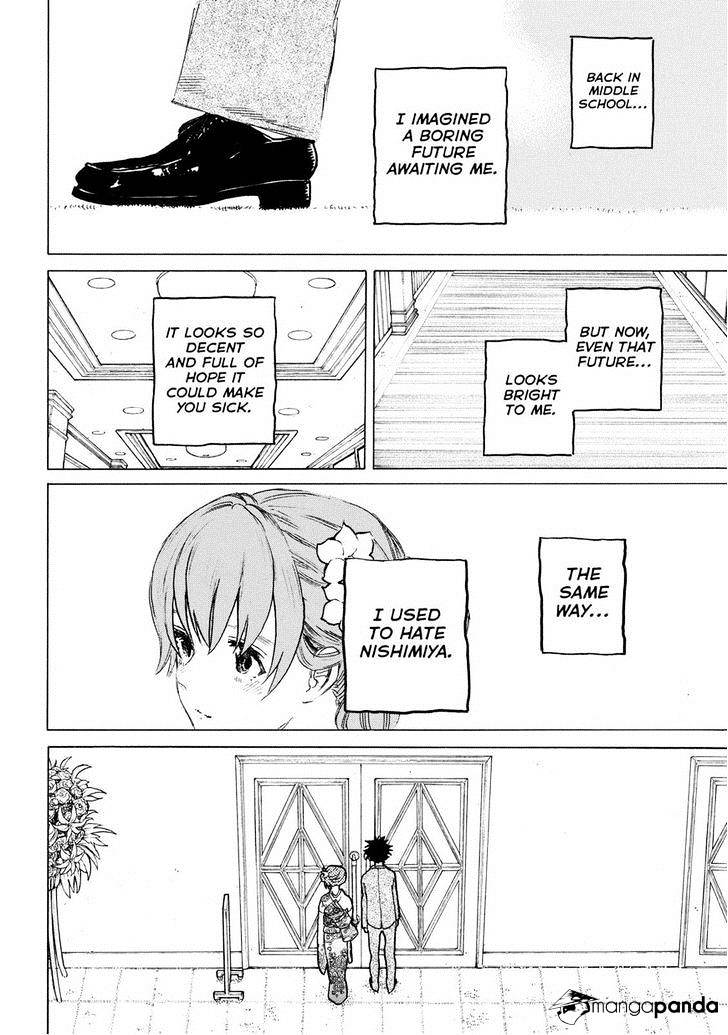 BACK IN
MIDDLE
SCHOOL...
I IMAGINED
A BORING
FUTURE
AWAITING ME.
BUT NOW,
EVEN THAT
FUTURE...
LOOKS
BRIGHT
TO ME.
IT LOOKS SO
DECENT
AND FULL OF
HOPE IT
COULD MAKE
YOU SICK.
THE
SAME
WAY...
I USED
TO HATE
NISHIMIYA.
mangapanda